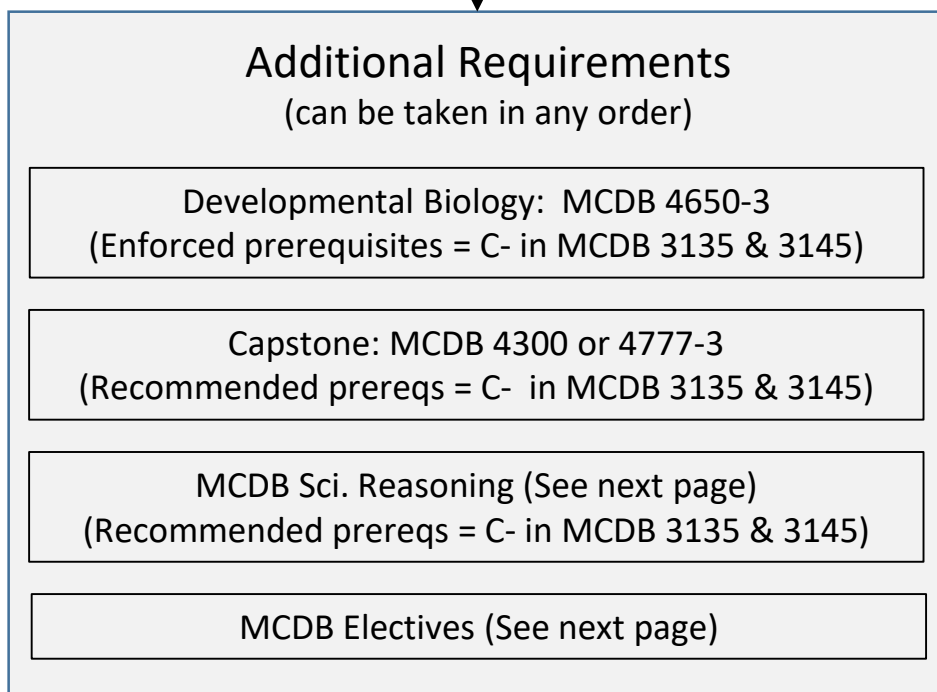 Additional Requirements
(can be taken in any order)
Developmental Biology:  MCDB 4650-3
(Enforced prerequisites = C- in MCDB 3135 & 3145)
Capstone: MCDB 4300 or 4777-3
(Recommended prereqs = C-  in MCDB 3135 & 3145)
MCDB Sci. Reasoning (See next page)
(Recommended prereqs = C- in MCDB 3135 & 3145)
MCDB Electives (See next page)